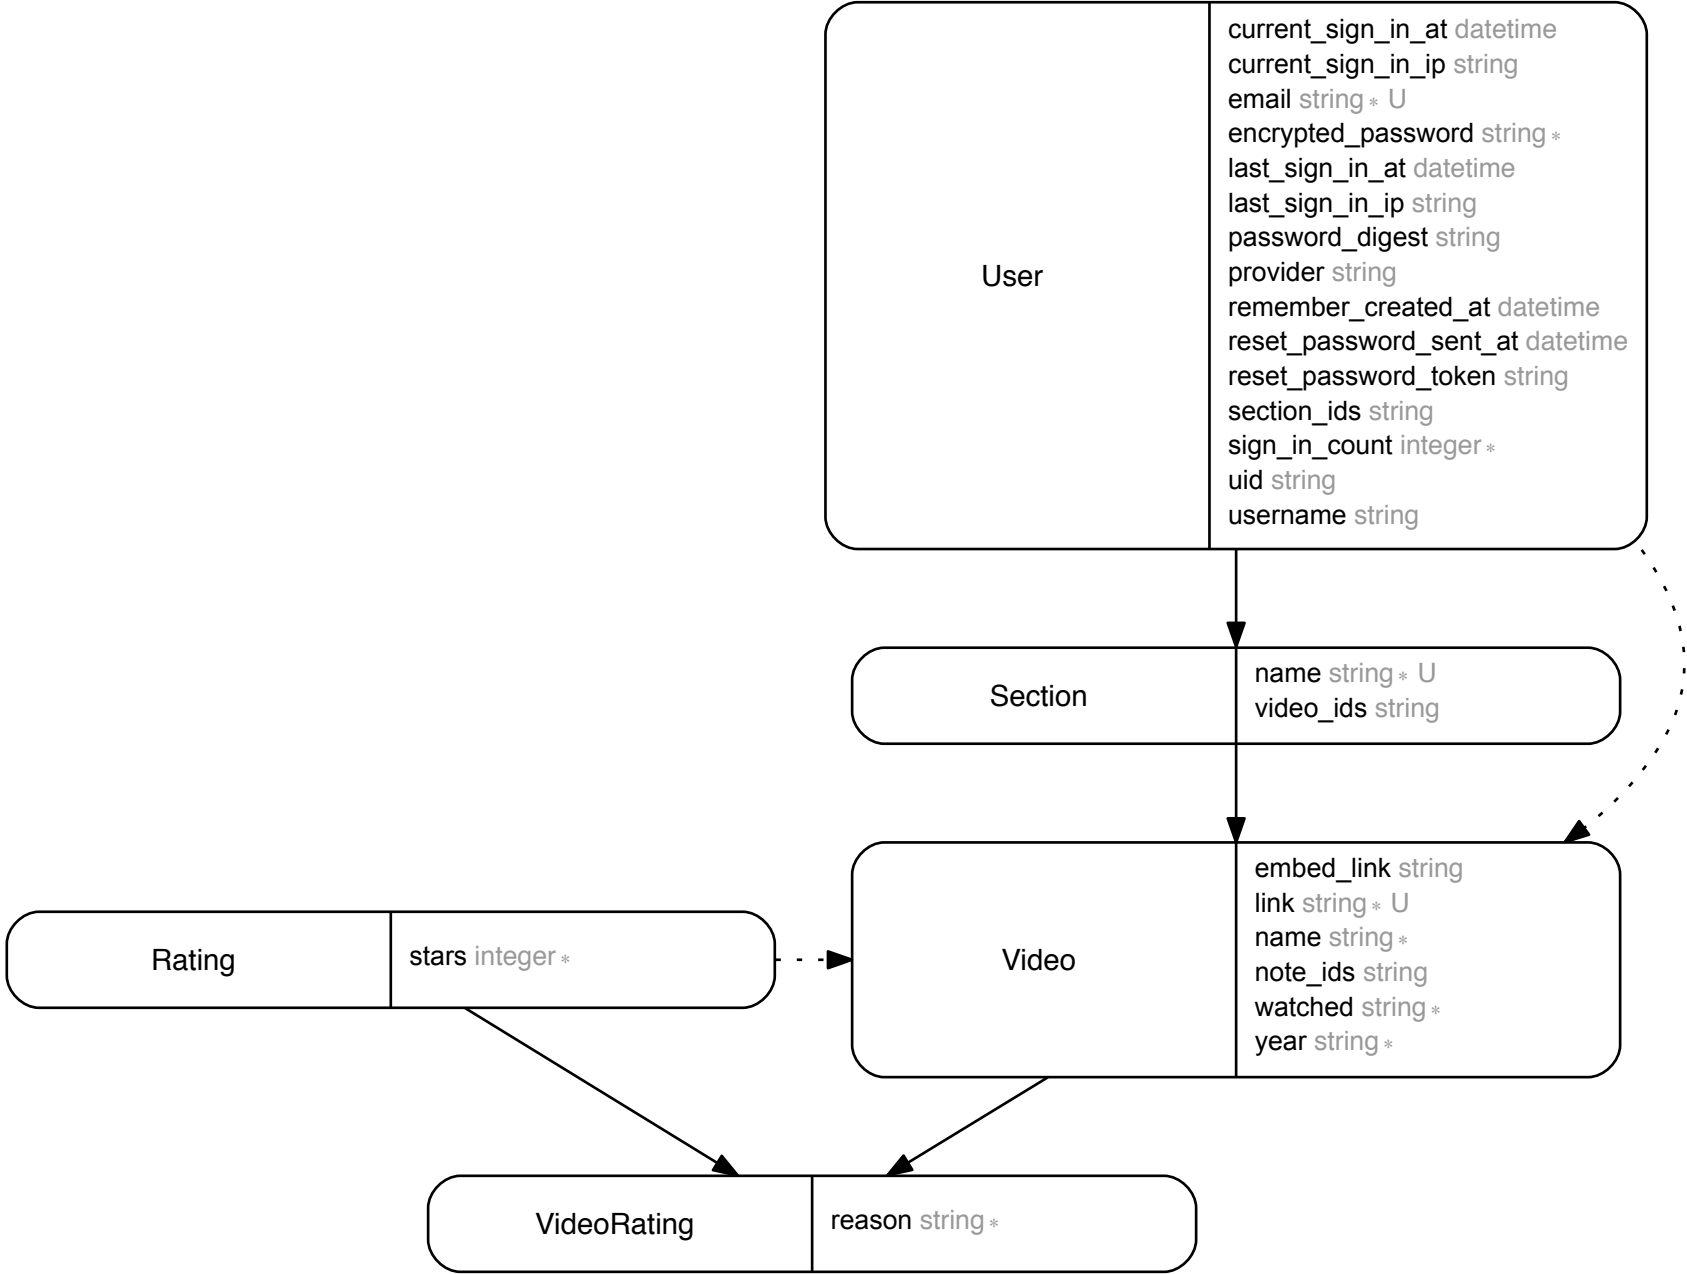 User
current_sign_in_at datetime
current_sign_in_ip string
email string * U
encrypted_password string *
last_sign_in_at datetime
last_sign_in_ip string
password_digest string
provider string
remember_created_at datetime
reset_password_sent_at datetime
reset_password_token string
section_ids string
sign_in_count integer *
uid string
username string
Section
name string * U
video_ids string
Rating
stars integer *
Video
embed_link string
link string * U
name string *
note_ids string
watched string *
year string *
VideoRating
reason string *